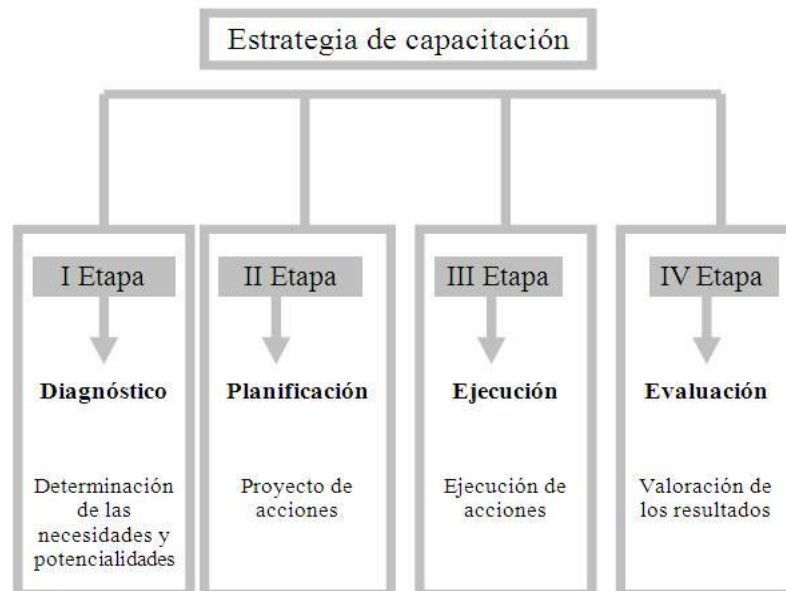 Estrategia de capacitación
I Etapa
Diagnóstico
Determinación
de las
necesidades y
potencialidades
II Etapa
Planificación
Proyecto de
acciones
III Etapa
Ejecución
Ejecución de
acciones
IV Etapa
Evaluación
Valoración de
los resultados